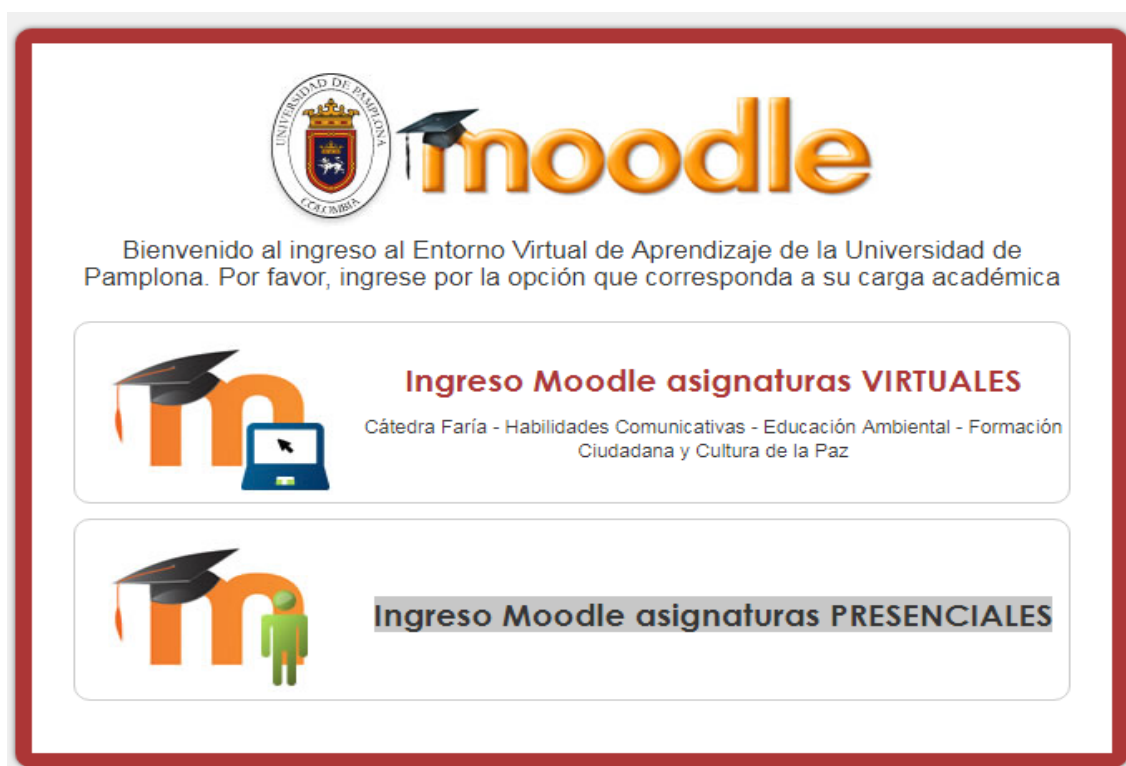 UNIVERSIDAD DE PAMPLONA
COLOMBIA
moodle
Bienvenido al ingreso al Entorno Virtual de Aprendizaje de la Universidad de
Pamplona. Por favor, ingrese por la opción que corresponda a su carga académica
Ingreso Moodle asignaturas VIRTUALES
Cátedra Faría - Habilidades Comunicativas - Educación Ambiental - Formación
Ciudadana y Cultura de la Paz
Ingreso Moodle asignaturas PRESENCIALES